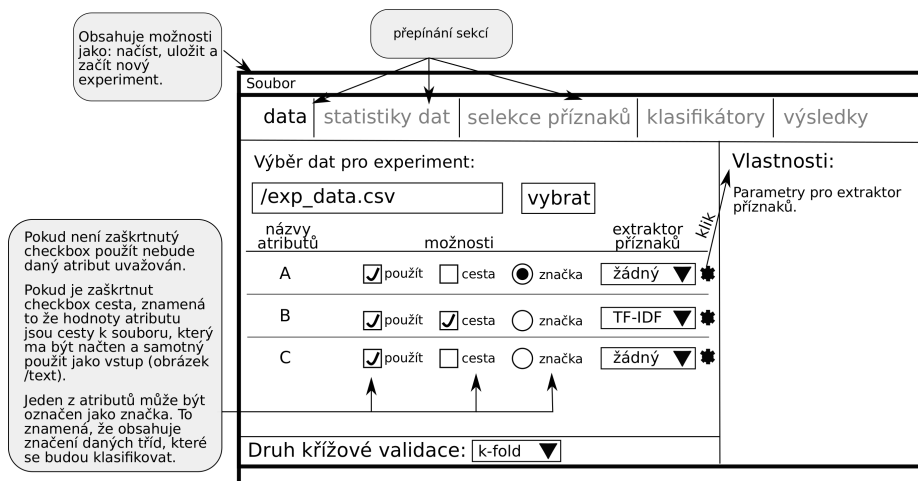 Obsahuje možnosti
jako: načíst, uložit a
začít nový
experiment.
přepínání sekcí
Soubor
data statistiky dat selekce příznaků klasifikátory výsledky
Výběr dat pro experiment:
/exp_data.csv vybrat
Vlastnosti:
Parametry pro extraktor
příznaků.
klik
názvy
atributů
možnosti
extraktor
příznaků
A použít cesta značka žádný
B použít cesta značka TF-IDF
C použít cesta značka žádný
Pokud není zaškrtnutý
checkbox použít nebude
daný atribut uvažován.
Pokud je zaškrtnut
checkbox cesta, znamená
to že hodnoty atributu
jsou cesty k souboru, který
ma být načten a samotný
použit jako vstup (obrázek
/text).
Jeden z atributů může být
označen jako značka. To
znamená, že obsahuje
značení daných tříd, které
se budou klasifikovat.
Druh křížové validace: k-fold